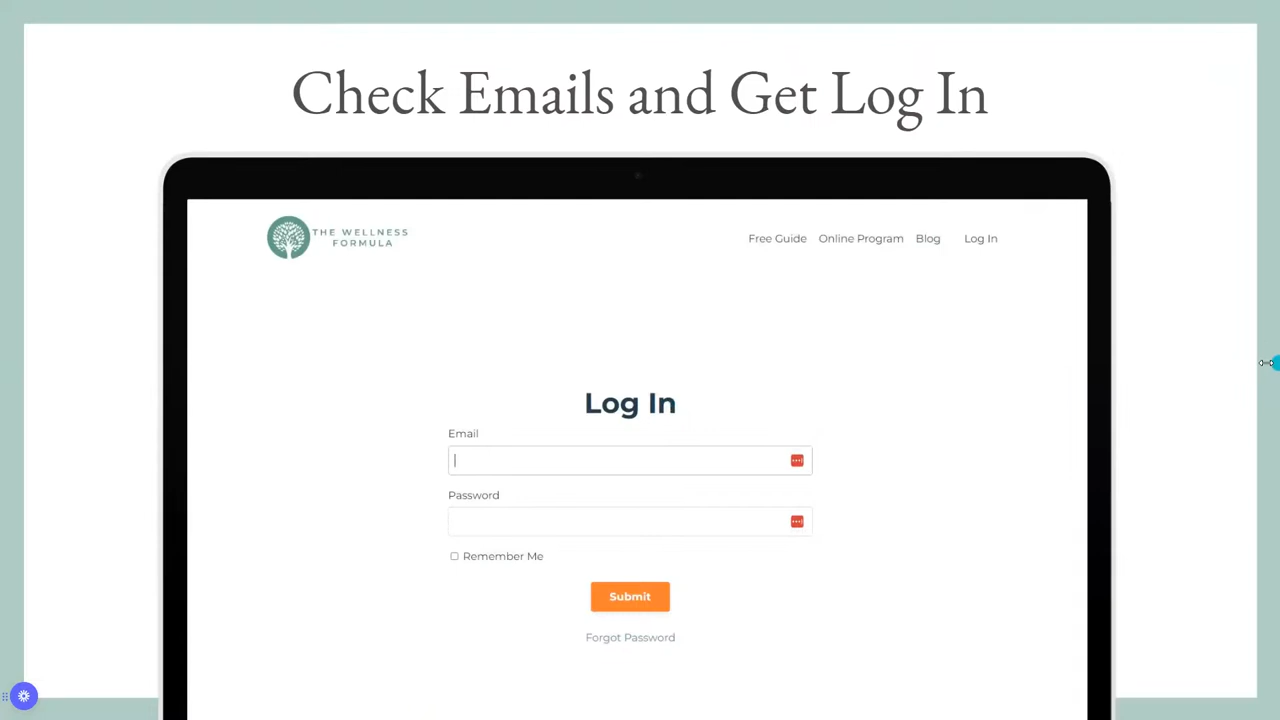 Check Emails and Get Log In
THE WELLNESS
FORMULA
Free Guide Online Program Blog Log In
Log In
Email
Password
Remember Me
Submit
Forgot Password